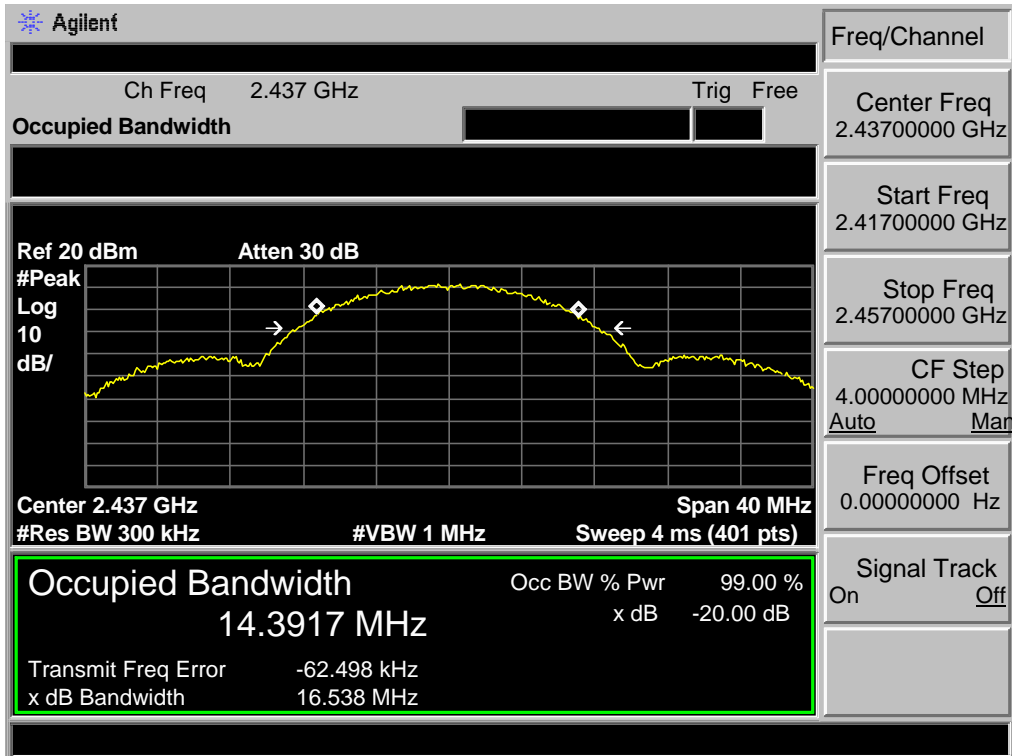 Agilent
Ch Freq 2.437 GHz Trig Free
Occupied Bandwidth
Ref 20 dBm Atten 30 dB
#Peak
Log
10
dB/
Center 2.437 GHz Span 40 MHz
#Res BW 300 kHz #VBW 1 MHz Sweep 4 ms (401 pts)
Occupied Bandwidth Occ BW % Pwr 99.00 %
14.3917 MHz x dB -20.00 dB
Transmit Freq Error -62.498 kHz
x dB Bandwidth 16.538 MHz
Freq/Channel
Center Freq
2.43700000 GHz
Start Freq
2.41700000 GHz
Stop Freq
2.45700000 GHz
CF Step
4.00000000 MHz
Auto Man
Freq Offset
0.00000000 Hz
Signal Track
On Off